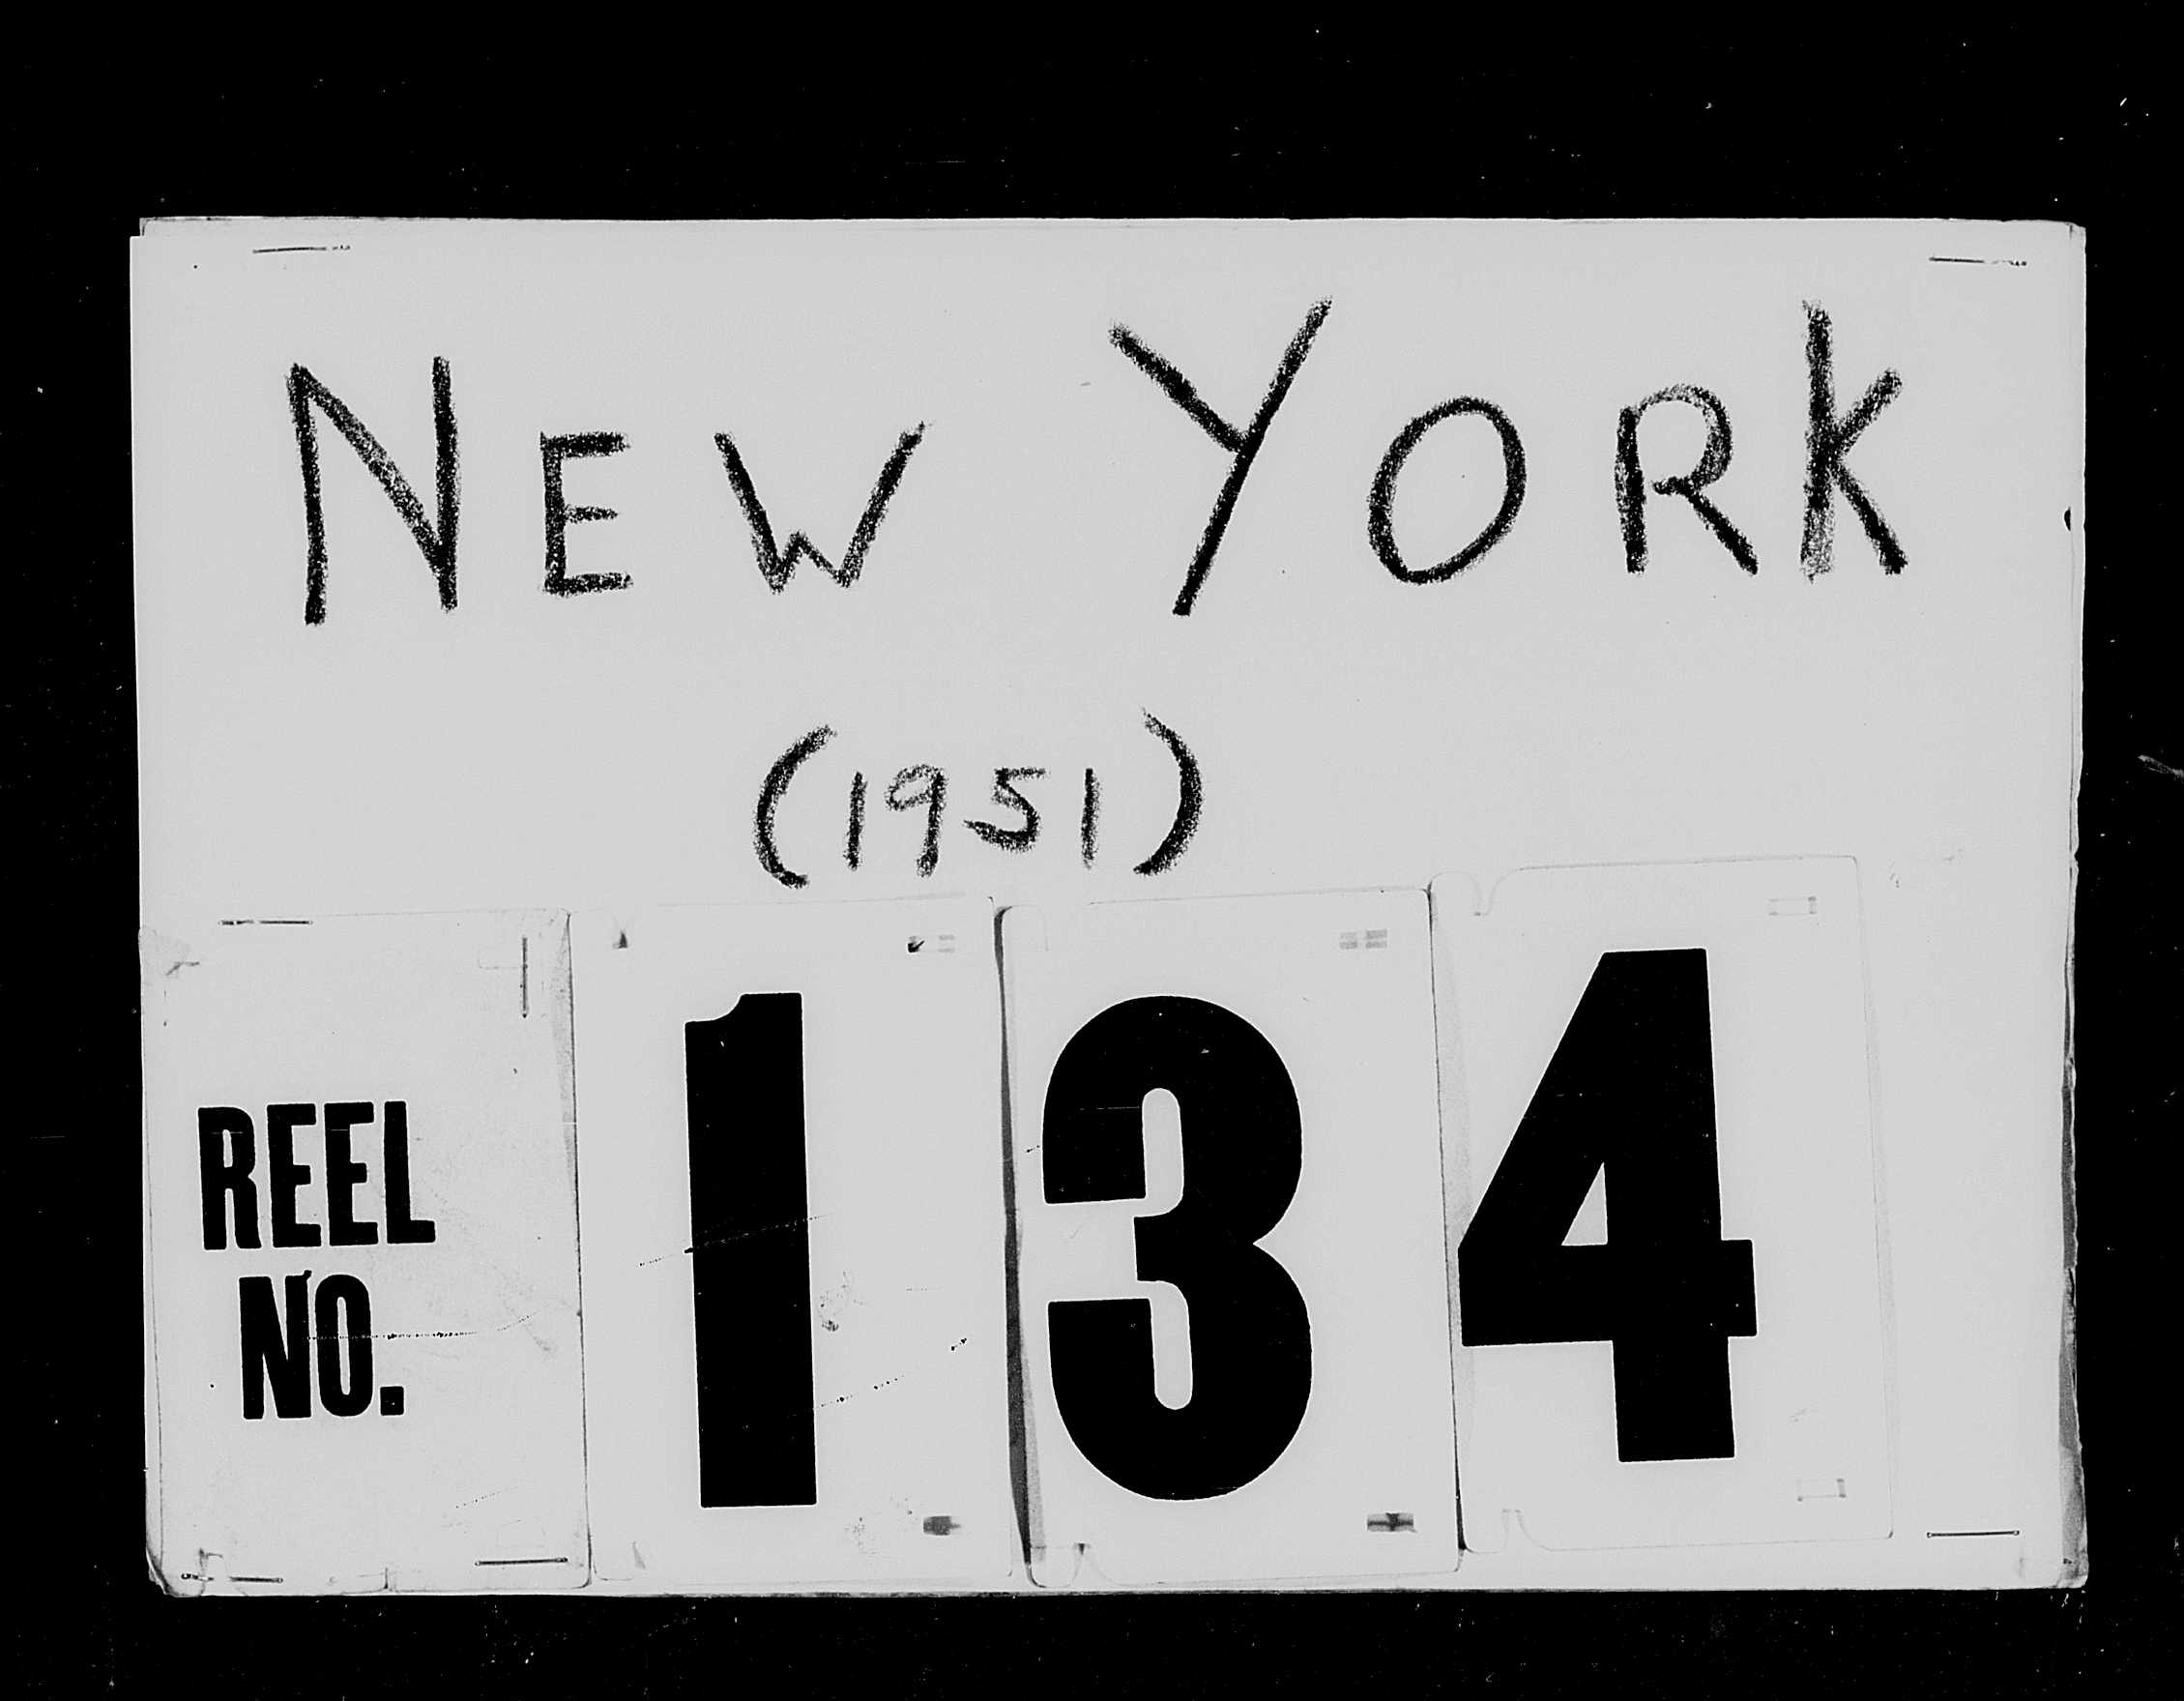 NEW YORK
(1951)
REEL
NO.
134